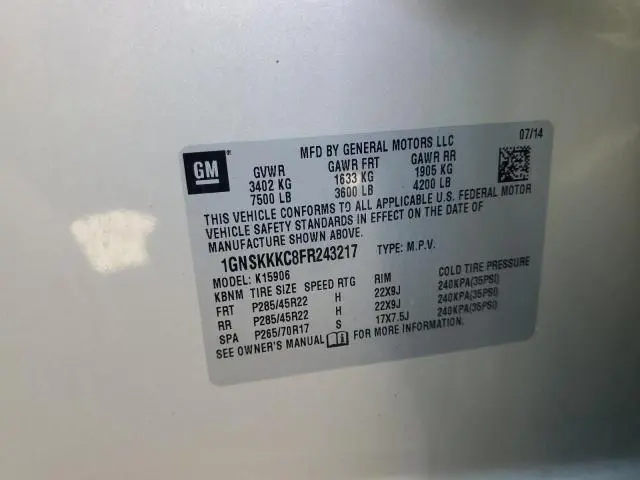 07/14
MFD BY GENERAL MOTORS LLC
GM
GVWR GAWR FRT GAWR RR
3402 KG 1633 KG 1905 KG
7500 LB 3600 LB 4200 LB
THIS VEHICLE CONFORMS TO ALL APPLICABLE U.S. FEDERAL MOTOR
VEHICLE SAFETY STANDARDS IN EFFECT ON THE DATE OF
MANUFACTURE SHOWN ABOVE.
1GNSKKKC8FR243217 TYPE: M.P.V.
MODEL: K15906
KBNM TIRE SIZE SPEED RTG RIM COLD TIRE PRESSURE
FRT P285/45R22 H 22X9J 240KPA(35PSI)
RR P285/45R22 H 22X9J 240KPA(35PSI)
SPA P265/70R17 S 17X7.5J 240KPA(35PSI)
SEE OWNER'S MANUAL FOR MORE INFORMATION.